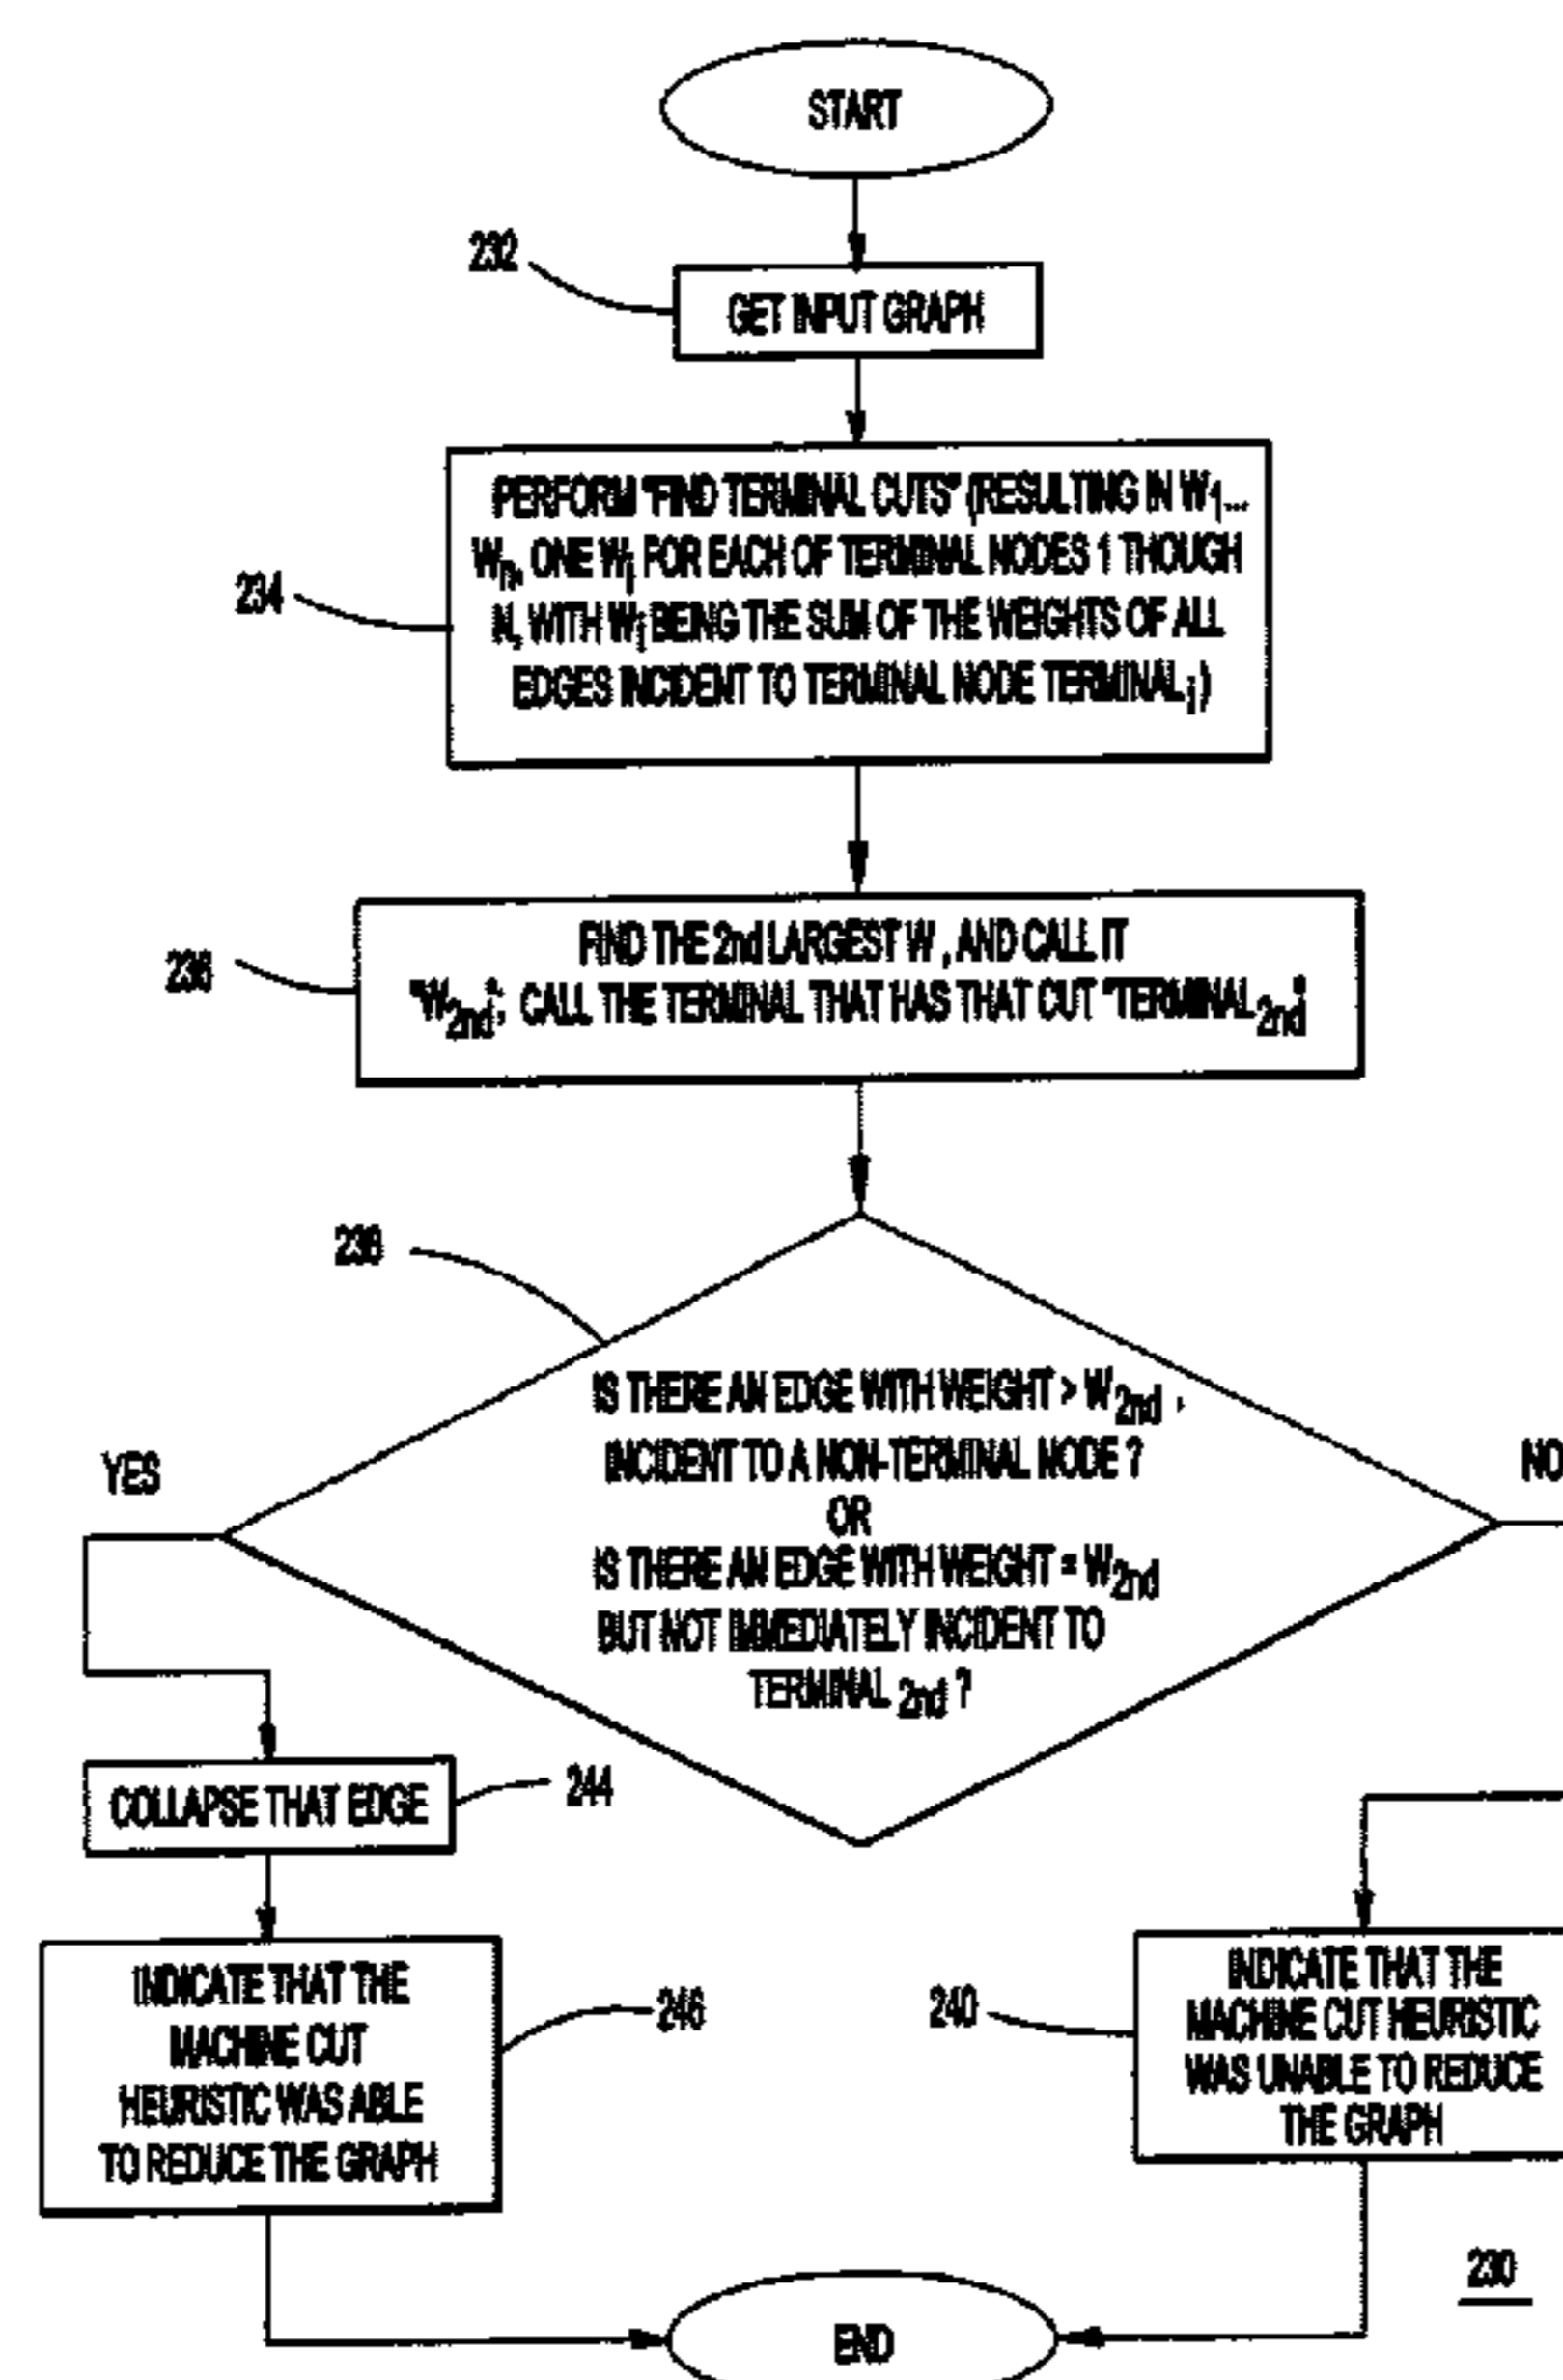 START
232
GET INPUT GRAPH
PERFORM "FIND TERMINAL CUTS" (RESULTING IN W1...
Wn, ONE Wi FOR EACH OF TERMINAL NODES 1 THOUGH
N, WITH Wi BEING THE SUM OF THE WEIGHTS OF ALL
EDGES INCIDENT TO TERMINAL NODE TERMINALi)
234
FIND THE 2nd LARGEST W, AND CALL IT
"W2nd"; CALL THE TERMINAL THAT HAS THAT CUT "TERMINAL2nd"
236
238
IS THERE AN EDGE WITH WEIGHT > W2nd,
INCIDENT TO A NON-TERMINAL NODE ?
OR
IS THERE AN EDGE WITH WEIGHT = W2nd
BUT NOT IMMEDIATELY INCIDENT TO
TERMINAL2nd ?
YES
NO
COLLAPSE THAT EDGE
244
INDICATE THAT THE
MACHINE CUT
HEURISTIC WAS ABLE
TO REDUCE THE GRAPH
246
240
INDICATE THAT THE
MACHINE CUT HEURISTIC
WAS UNABLE TO REDUCE
THE GRAPH
230
END